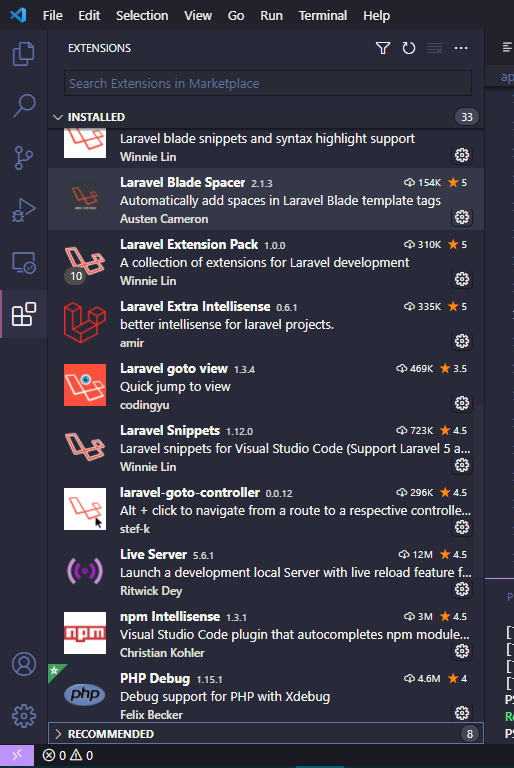 File Edit Selection View Go Run Terminal Help
EXTENSIONS
Search Extensions in Marketplace
ap
INSTALLED 33
Laravel blade snippets and syntax highlight support
Winnie Lin
Laravel Blade Spacer 2.1.3 154K 5
Automatically add spaces in Laravel Blade template tags
Austen Cameron
Laravel Extension Pack 1.0.0 310K 5
A collection of extensions for Laravel development
10
Winnie Lin
Laravel Extra Intellisense 0.6.1 335K 5
better intellisense for laravel projects.
amir
Laravel goto view 1.3.4 469K 3.5
Quick jump to view
codingyu
Laravel Snippets 1.12.0 723K 4.5
Laravel snippets for Visual Studio Code (Support Laravel 5 a...
Winnie Lin
laravel-goto-controller 0.0.12 296K 4.5
Alt + click to navigate from a route to a respective controlle...
stef-k
Live Server 5.6.1 12M 4.5
Launch a development local Server with live reload feature f...
Ritwick Dey
npm Intellisense 1.3.1 3M 4.5
npm
Visual Studio Code plugin that autocompletes npm module...
Christian Kohler
PHP Debug 1.15.1 4.6M 4
php
Debug support for PHP with Xdebug
Felix Becker
P
[
[
[
[
PS
Re
PS
RECOMMENDED 8
0 0